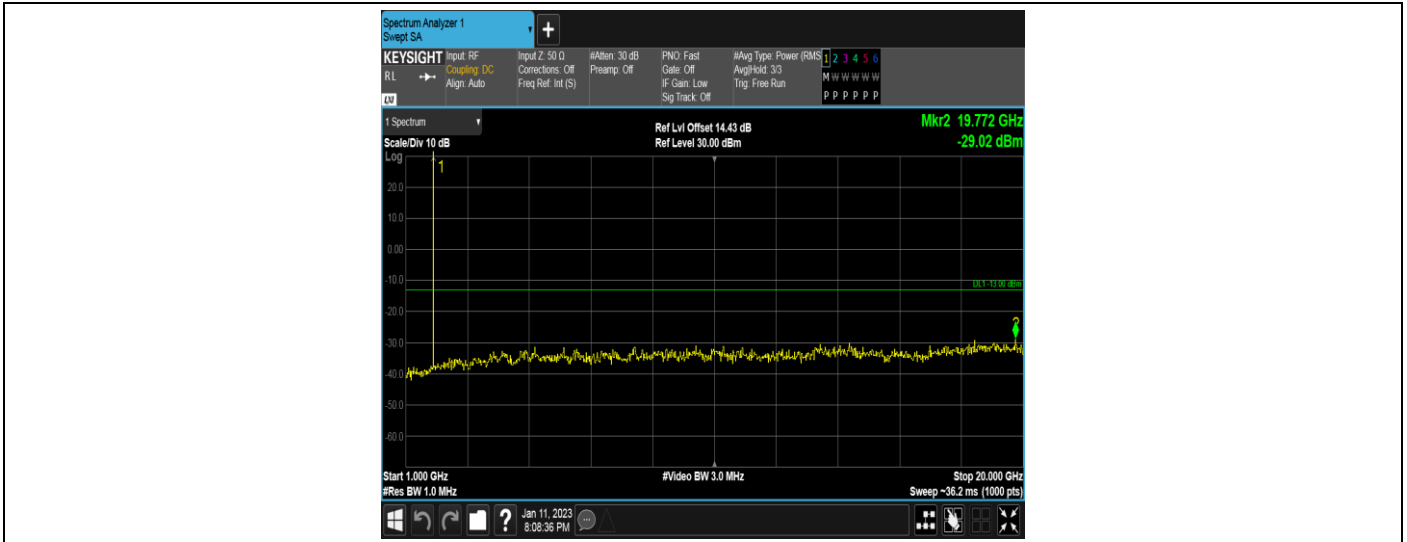 Spectrum Analyzer 1
Swept SA
+
KEYSIGHT
RL
LXI
Input: RF
Coupling: DC
Align: Auto
Input Z: 50 Ω
Corrections: Off
Freq Ref: Int (S)
#Atten: 30 dB
Preamp: Off
PNO: Fast
Gate: Off
IF Gain: Low
Sig Track: Off
#Avg Type: Power (RMS
Avg|Hold: 3/3
Trig: Free Run
1 2 3 4 5 6
M W W W W W
P P P P P P
1 Spectrum
Scale/Div 10 dB
Ref Lvl Offset 14.43 dB
Ref Level 30.00 dBm
Mkr2 19.772 GHz
-29.02 dBm
Log
1
20.0
10.0
0.00
-10.0
DL1 -13.00 dBm
-20.0
2
-30.0
-40.0
-50.0
-60.0
Start 1.000 GHz
#Video BW 3.0 MHz
Stop 20.000 GHz
#Res BW 1.0 MHz
Sweep ~36.2 ms (1000 pts)
?
Jan 11, 2023
8:08:36 PM